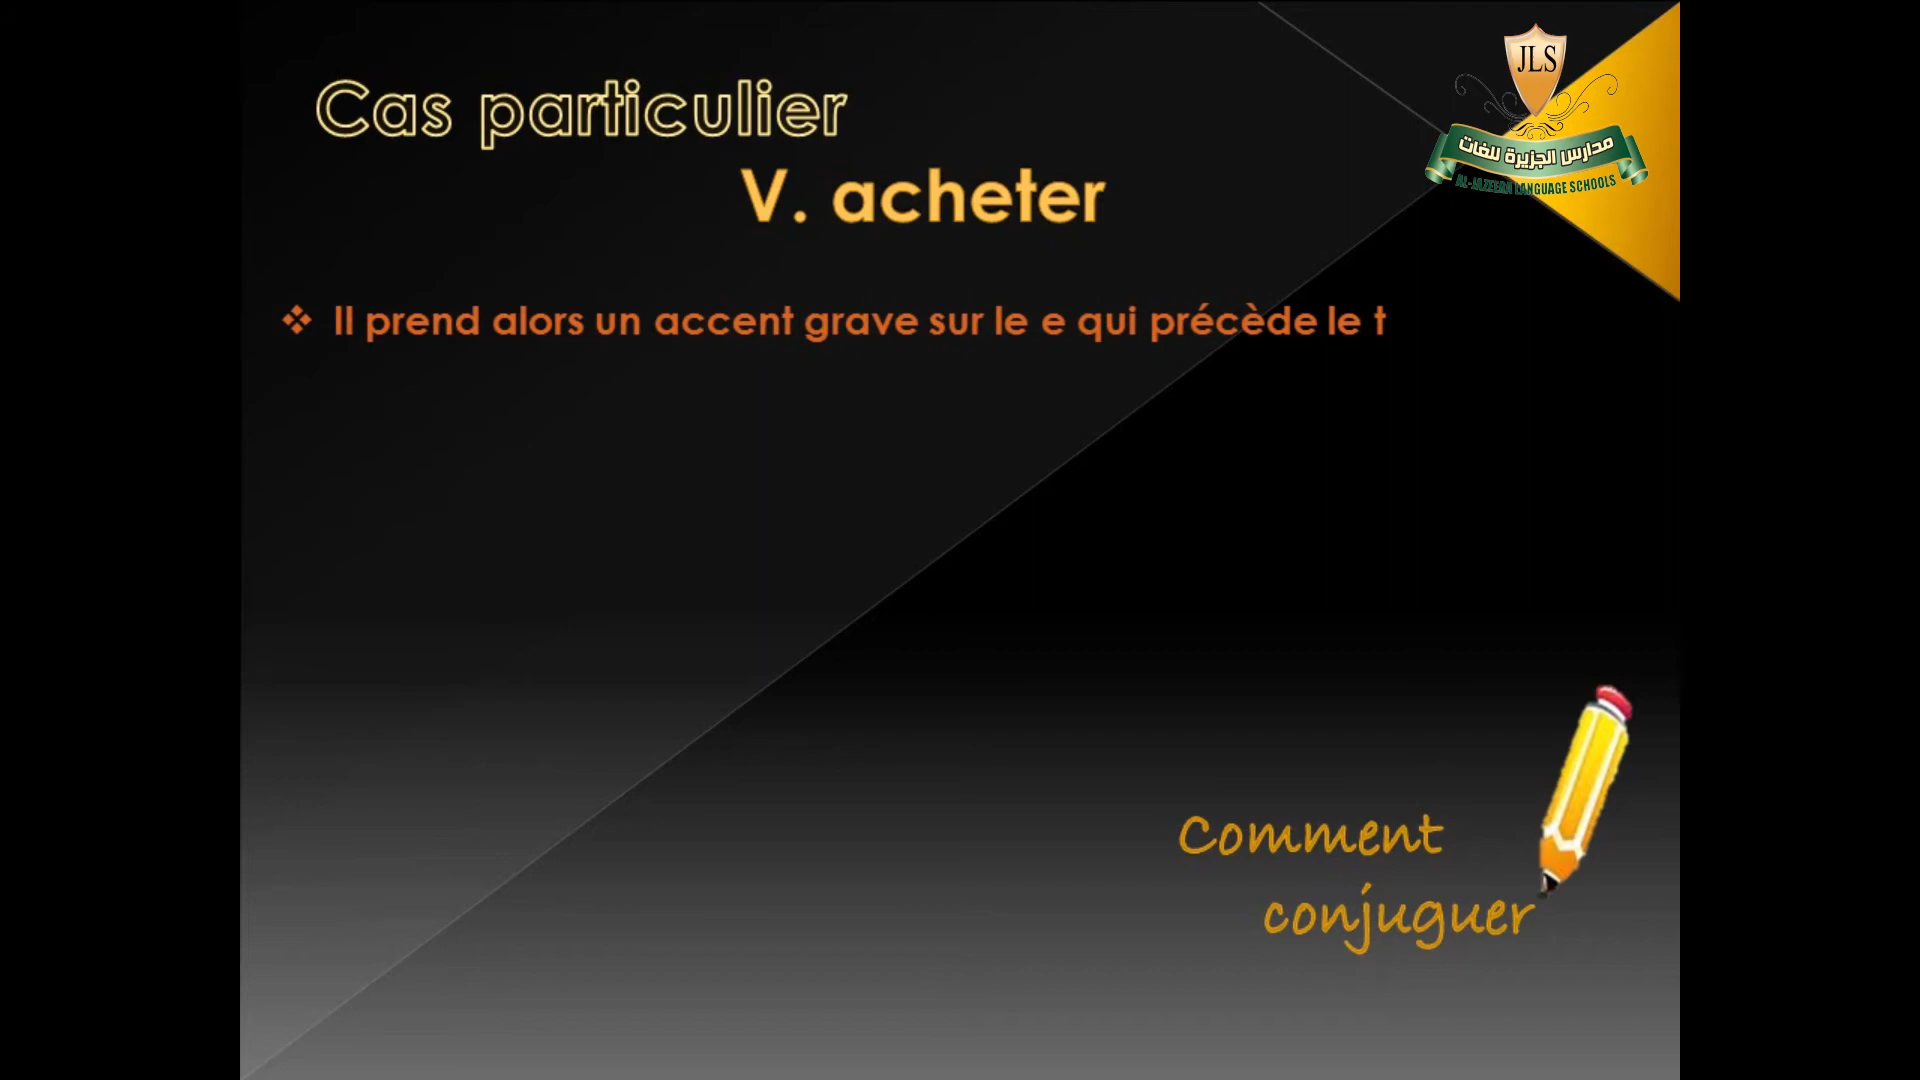 JLS
مدارس الجزيرة للغات
AL-JAZEERA LANGUAGE SCHOOLS
Cas particulier
V. acheter
Il prend alors un accent grave sur le e qui précède le t
Comment
conjuguer